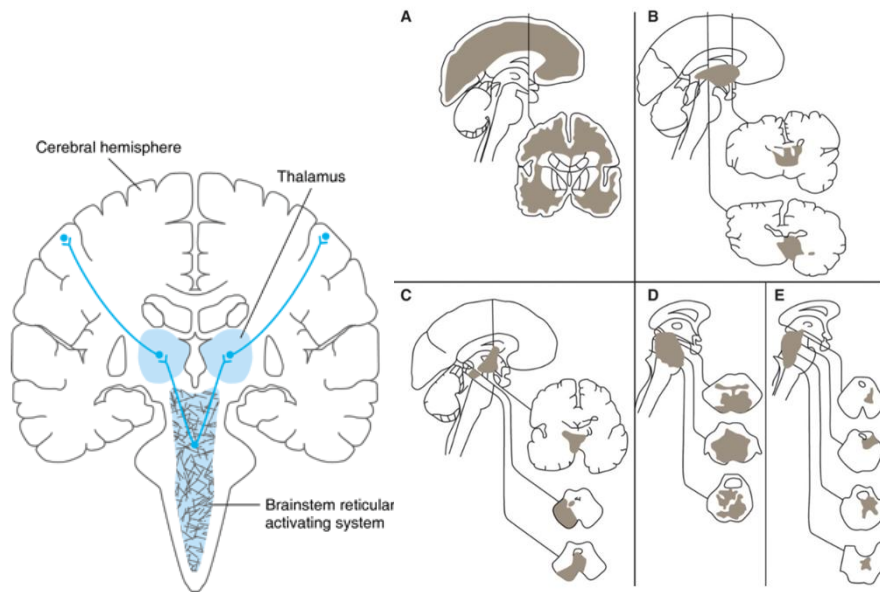 Cerebral hemisphere
Thalamus
Brainstem reticular
activating system
A
B
C
D
E